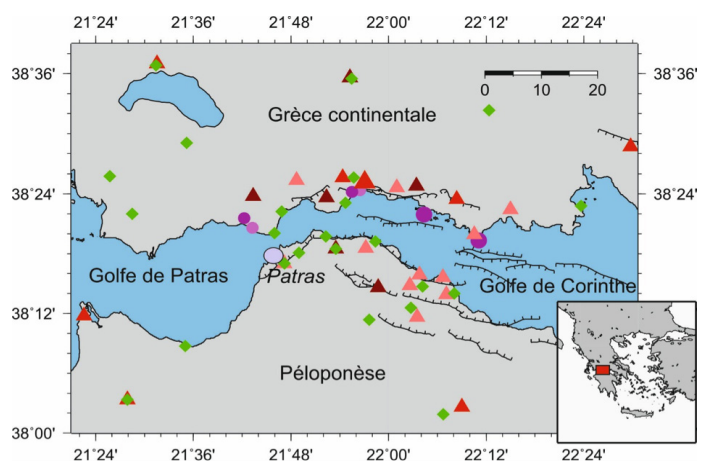 21˚24' 21˚36' 21˚48' 22˚00' 22˚12' 22˚24'
38˚36' 38˚36'
0 10 20
Grèce continentale
38˚24' 38˚24'
Golfe de Patras Patras Golfe de Corinthe
38˚12' 38˚12'
Péloponèse
38˚00' 38˚00'
21˚24' 21˚36' 21˚48' 22˚00' 22˚12' 22˚24'